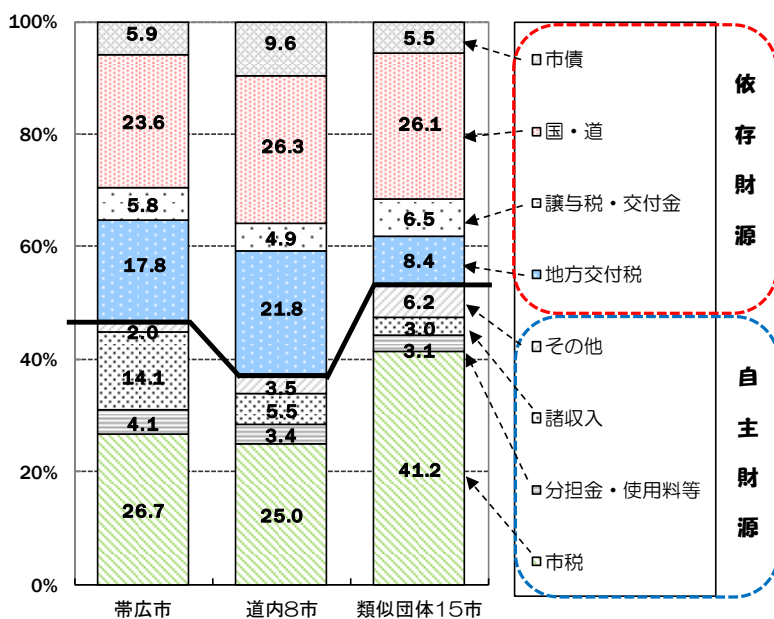 100%
80%
60%
40%
20%
0%
5.9
23.6
5.8
17.8
2.0
14.1
4.1
26.7
帯広市
9.6
26.3
4.9
21.8
3.5
5.5
3.4
25.0
道内8市
5.5
26.1
6.5
8.4
6.2
3.0
3.1
41.2
類似団体15市
市債
国・道
譲与税・交付金
地方交付税
依存財源
その他
諸収入
分担金・使用料等
市税
自主財源